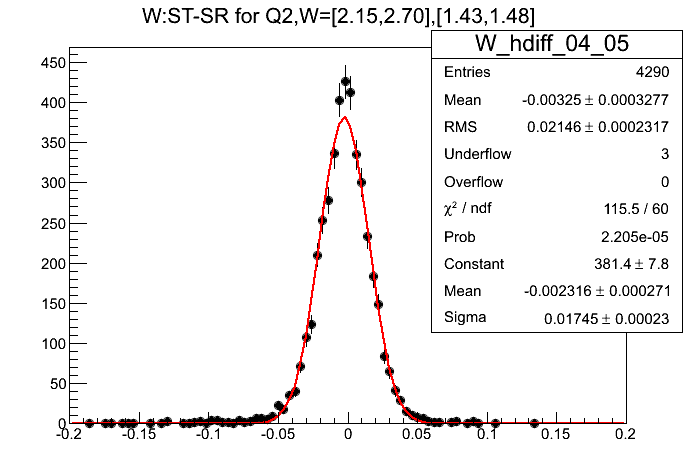 W:ST-SR for Q2,W=[2.15,2.70],[1.43,1.48]
W_hdiff_04_05
Entries 4290
Mean -0.00325 ± 0.0003277
RMS 0.02146 ± 0.0002317
Underflow 3
Overflow 0
χ² / ndf 115.5 / 60
Prob 2.205e-05
Constant 381.4 ± 7.8
Mean -0.002316 ± 0.000271
Sigma 0.01745 ± 0.00023
450
400
350
300
250
200
150
100
50
0
-0.2 -0.15 -0.1 -0.05 0 0.05 0.1 0.15 0.2